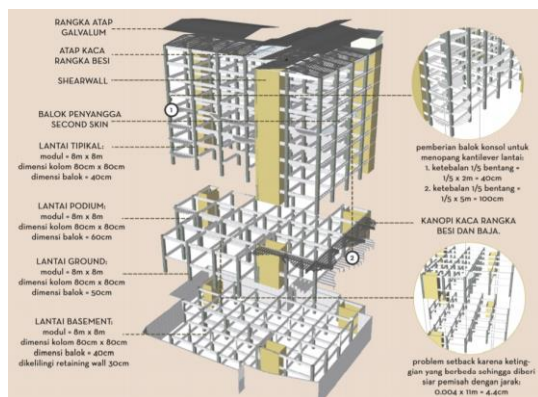 RANGKA ATAP
GALVALUM
ATAP KACA
RANGKA BESI
SHEARWALL
1
BALOK PENYANGGA
SECOND SKIN
LANTAI TIPIKAL:
modul = 8m x 8m
dimensi kolom 80cm x 80cm
dimensi balok = 40cm
LANTAI PODIUM:
modul = 8m x 8m
dimensi kolom 80cm x 80cm
dimensi balok = 60cm
LANTAI GROUND:
modul = 8m x 8m
dimensi kolom 80cm x 80cm
dimensi balok = 50cm
LANTAI BASEMENT:
modul = 8m x 8m
dimensi kolom 80cm x 80cm
dimensi balok = 40cm
dikelilingi retaining wall 30cm
pemberian balok konsol untuk
menopang kantilever lantai:
1. ketebalan 1/5 bentang =
1/5 x 2m = 40cm
2. ketebalan 1/5 bentang =
1/5 x 5m = 100cm
KANOPI KACA RANGKA
BESI DAN BAJA.
2
problem setback karena keting-
gian yang berbeda sehingga diberi
siar pemisah dengan jarak:
0.004 x 11m = 4.4cm